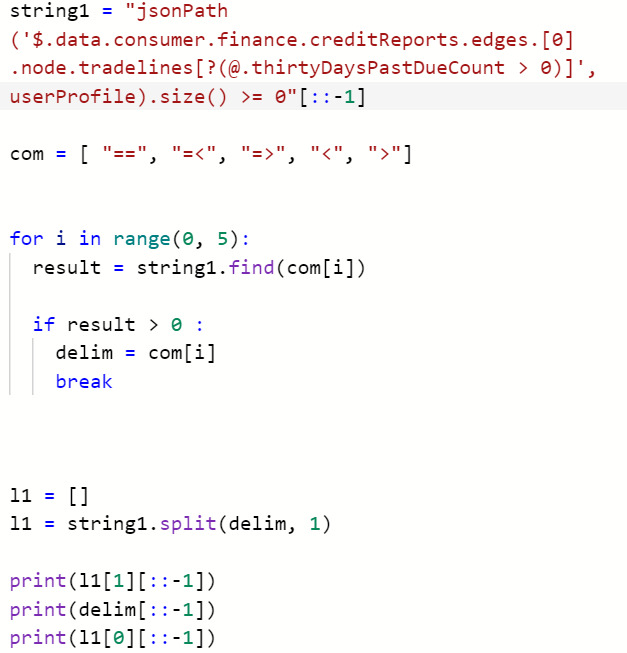 string1 = "jsonPath
('$.data.consumer.finance.creditReports.edges.[0]
.node.tradelines[?(@.thirtyDaysPastDueCount > 0)]',
userProfile).size() >= 0"[::-1]
com = [ "==", "=<", "=>", "<", ">"]
for i in range(0, 5):
  result = string1.find(com[i])
  if result > 0 :
    delim = com[i]
    break
l1 = []
l1 = string1.split(delim, 1)
print(l1[1][::-1])
print(delim[::-1])
print(l1[0][::-1])